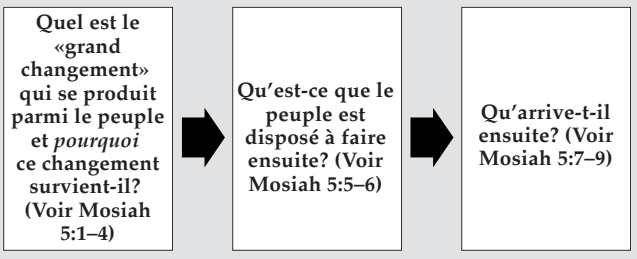 Quel est le
«grand
changement»
qui se produit
parmi le peuple
et pourquoi
ce changement
survient-il?
(Voir Mosiah
5:1–4)
Qu’est-ce que le
peuple est
disposé à faire
ensuite? (Voir
Mosiah 5:5–6)
Qu’arrive-t-il
ensuite? (Voir
Mosiah 5:7–9)